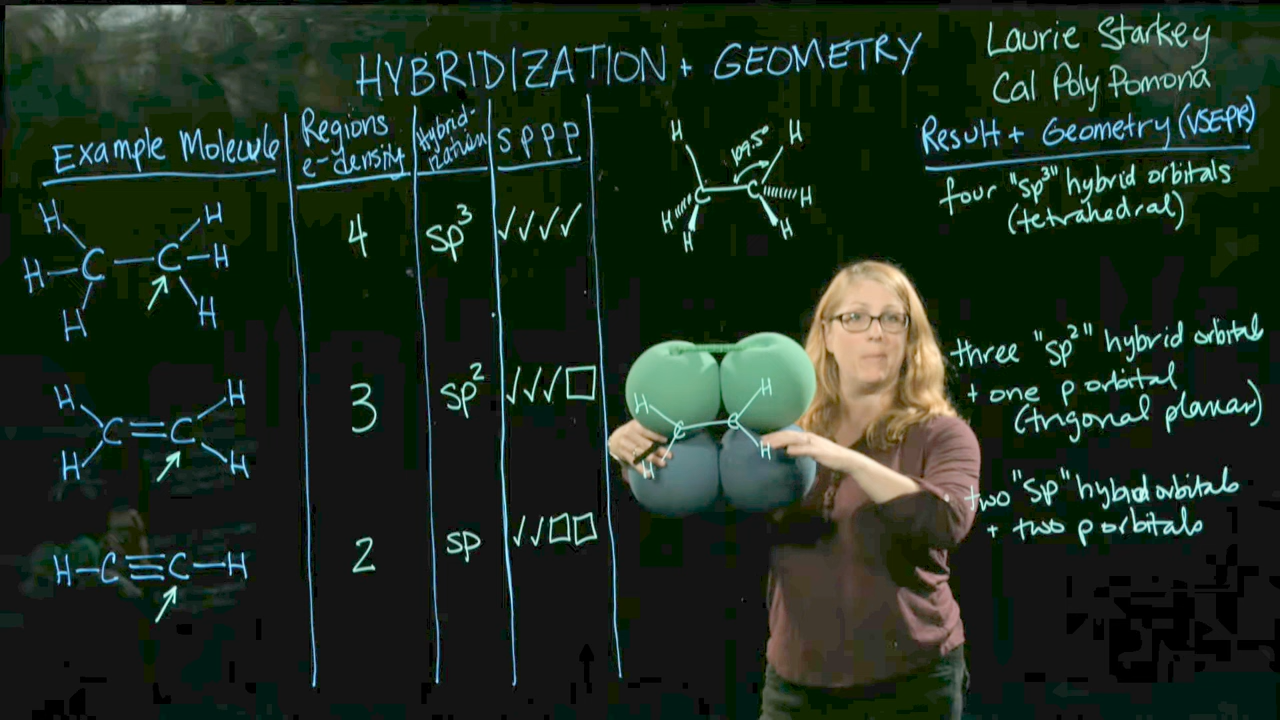 HYBRIDIZATION + GEOMETRY
Laurie Starkey
Cal Poly Pomona
Example Molecule
Regions
e-density
Hybrid-
ization
S P P P
Result + Geometry (VSEPR)
H H
H-C-C-H
H H
4
sp³
✓✓✓✓
H H
109.5°
C C
H H
H H
four "sp³" hybrid orbitals
(tetrahedral)
H H
C=C
H H
3
sp²
✓✓✓□
H H
C C
H H
three "sp²" hybrid orbitals
+ one p orbital
(trigonal planar)
H-C≡C-H
2
sp
✓✓□□
two "sp" hybrid orbitals
+ two p orbitals